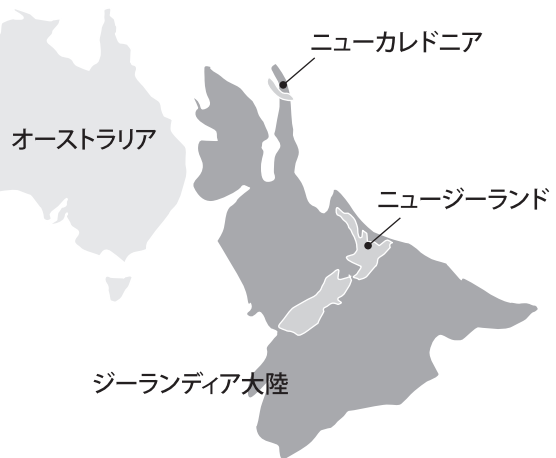 ニューカレドニア
オーストラリア
ニュージーランド
ジーランディア大陸